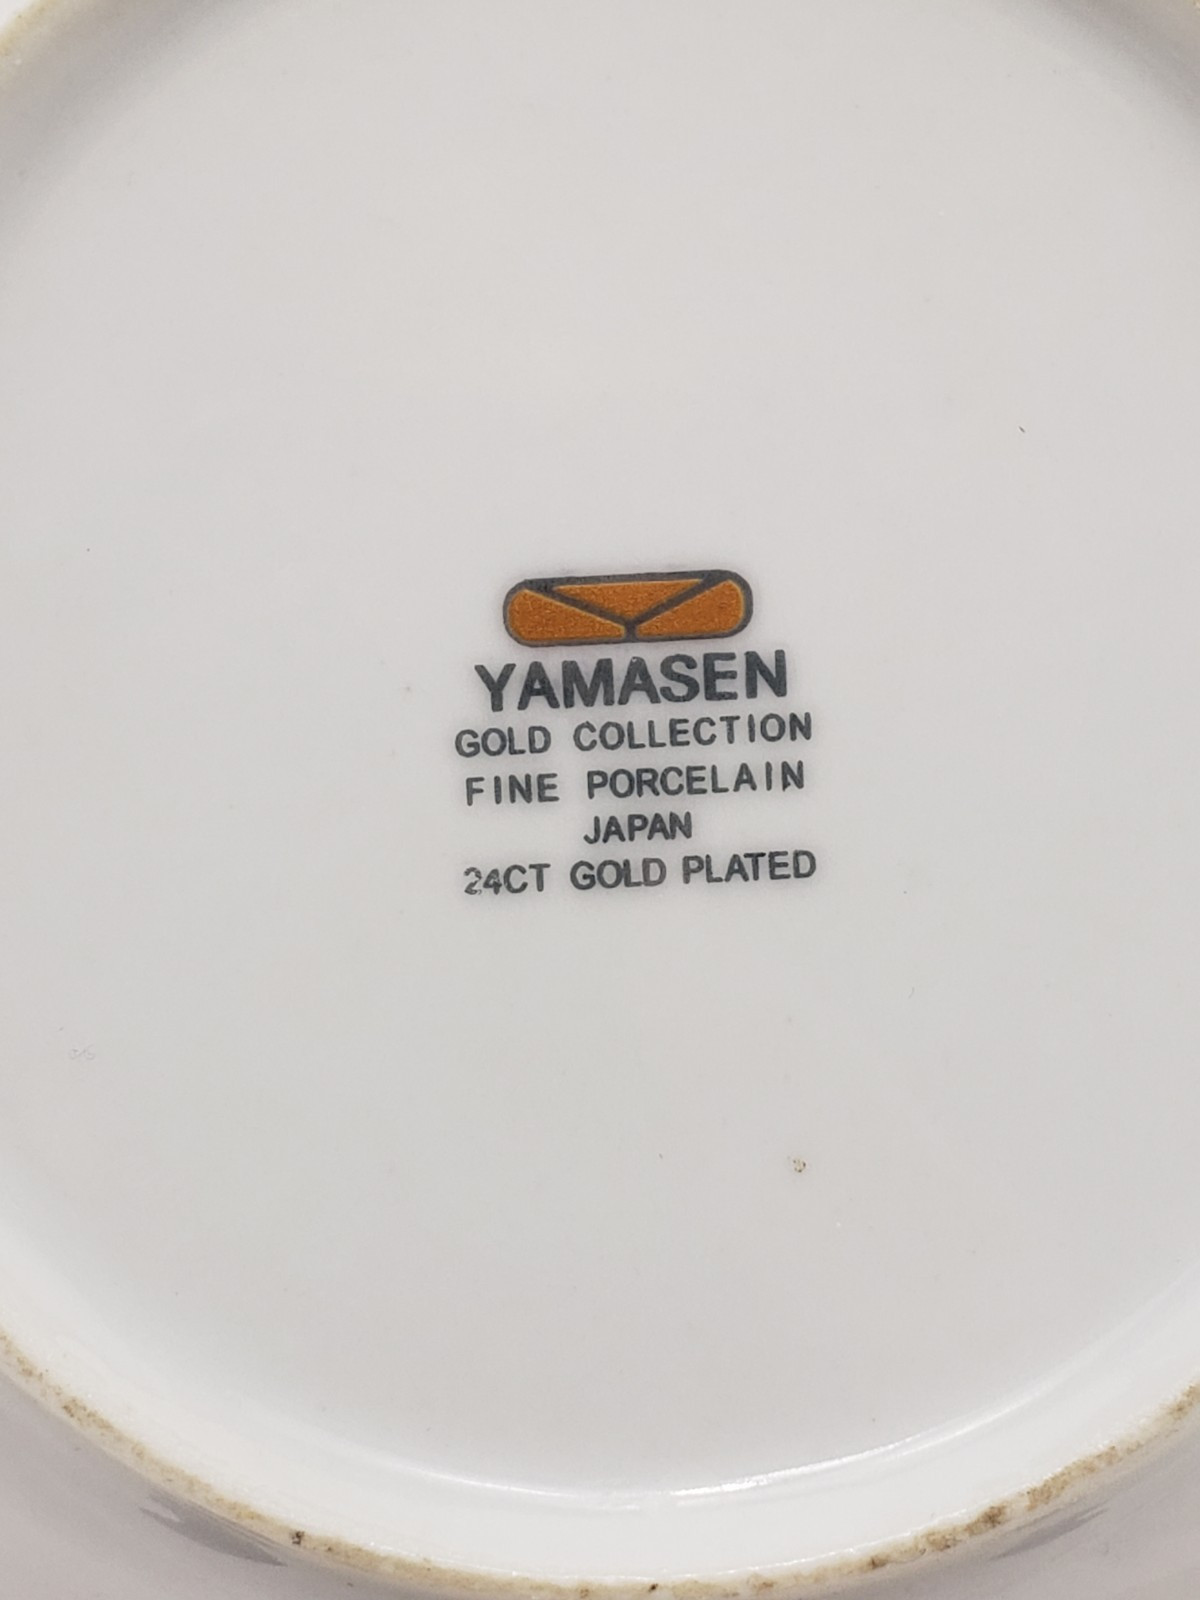 YAMASEN
GOLD COLLECTION
FINE PORCELAIN
JAPAN
24CT GOLD PLATED